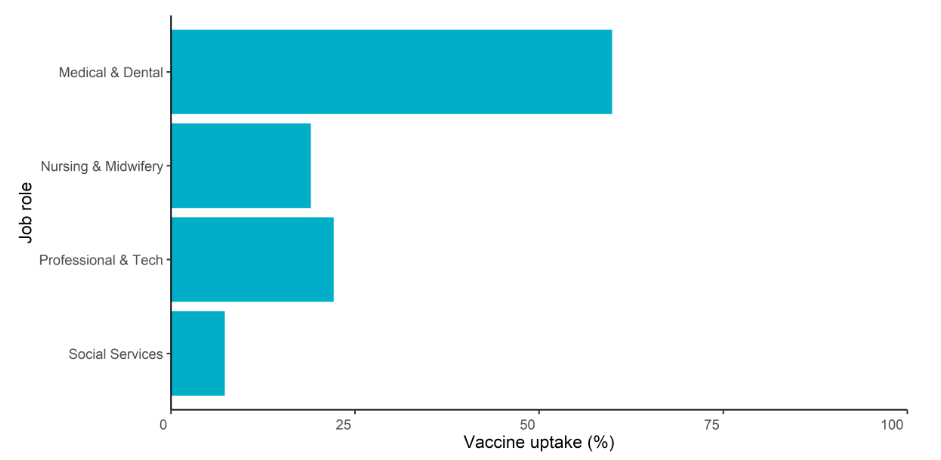 Medical & Dental
Nursing & Midwifery
Job role
Professional & Tech
Social Services
0 25 50 75 100
Vaccine uptake (%)